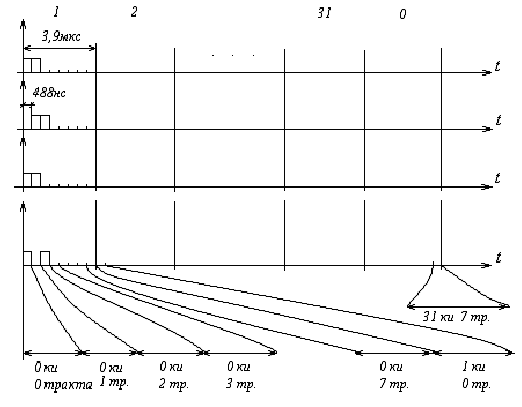 1 2 31 0
3,9мкс
t
488нс
t
t
t
31 ки 7 тр.
0 ки 0 ки 0 ки 0 ки 0 ки 1 ки
0 тракта 1 тр. 2 тр. 3 тр. 7 тр. 0 тр.